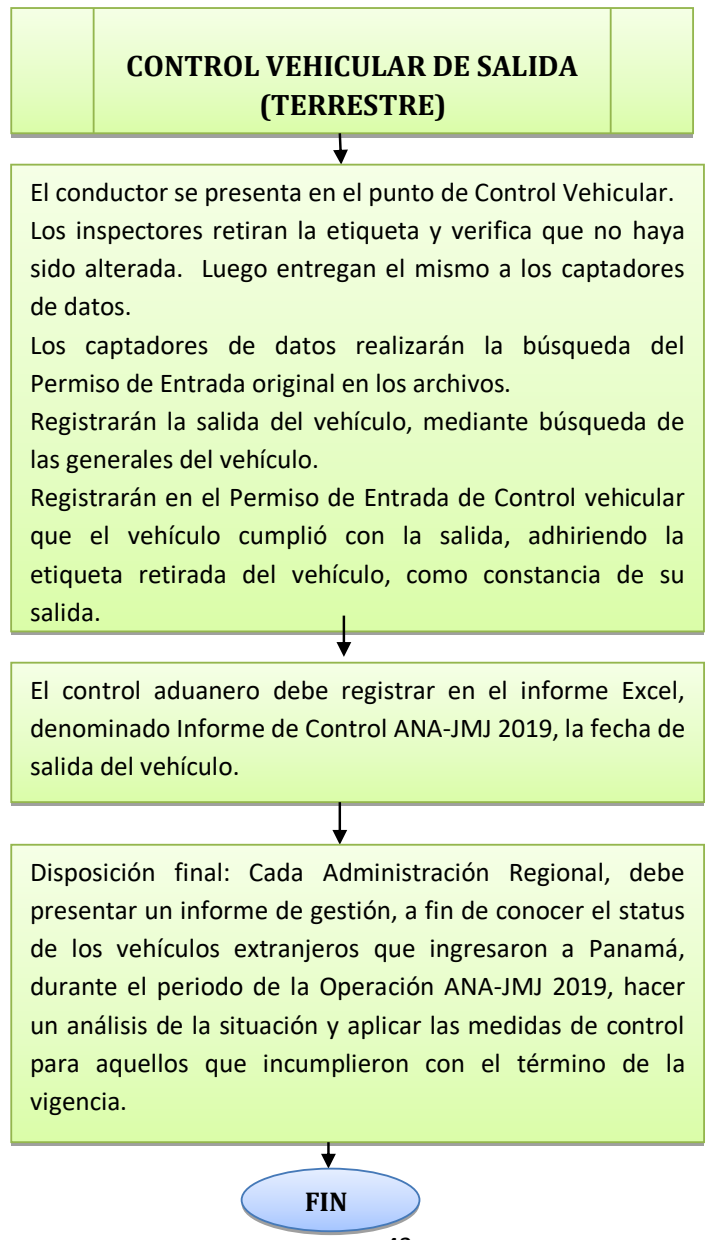 CONTROL VEHICULAR DE SALIDA
(TERRESTRE)
El conductor se presenta en el punto de Control Vehicular.
Los inspectores retiran la etiqueta y verifica que no haya
sido alterada. Luego entregan el mismo a los captadores
de datos.
Los captadores de datos realizarán la búsqueda del
Permiso de Entrada original en los archivos.
Registrarán la salida del vehículo, mediante búsqueda de
las generales del vehículo.
Registrarán en el Permiso de Entrada de Control vehicular
que el vehículo cumplió con la salida, adhiriendo la
etiqueta retirada del vehículo, como constancia de su
salida.
El control aduanero debe registrar en el informe Excel,
denominado Informe de Control ANA-JMJ 2019, la fecha de
salida del vehículo.
Disposición final: Cada Administración Regional, debe
presentar un informe de gestión, a fin de conocer el status
de los vehículos extranjeros que ingresaron a Panamá,
durante el periodo de la Operación ANA-JMJ 2019, hacer
un análisis de la situación y aplicar las medidas de control
para aquellos que incumplieron con el término de la
vigencia.
FIN